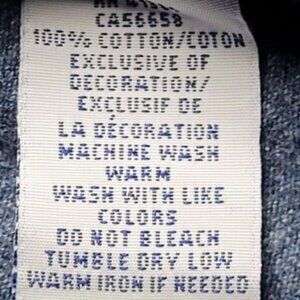 RN
CA56658
100% COTTON/COTON
EXCLUSIVE OF
DECORATION/
EXCLUSIF DE
LA DÉCORATION
MACHINE WASH
WARM
WASH WITH LIKE
COLORS
DO NOT BLEACH
TUMBLE DRY LOW
WARM IRON IF NEEDED